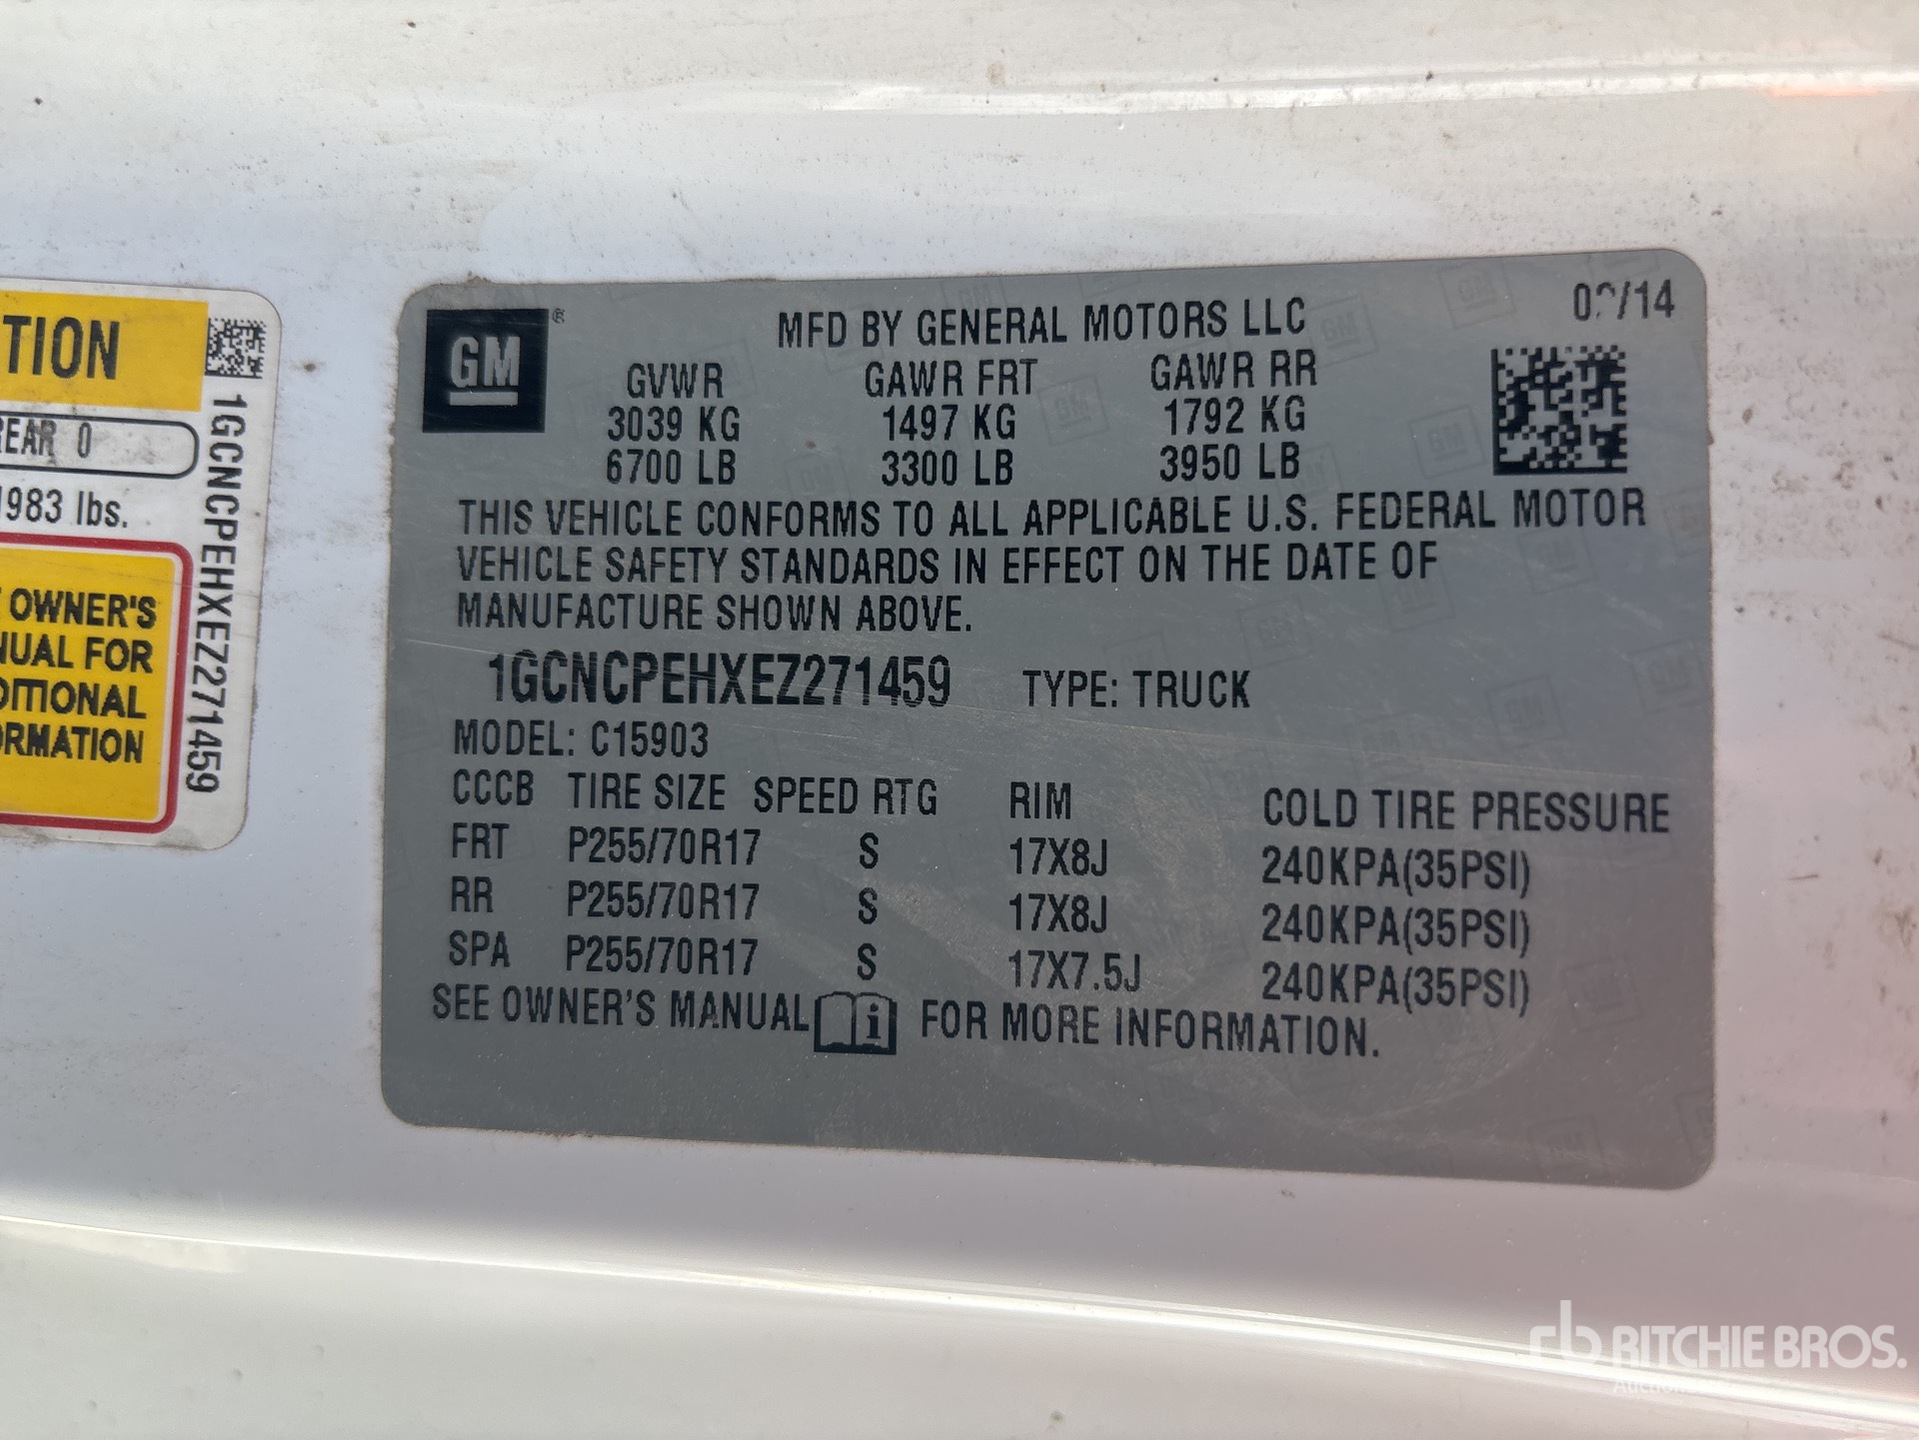 TION
REAR 0
1983 lbs.
OWNER'S
NUAL FOR
DITIONAL
ORMATION
1GCNCPEHXEZ271459
GM®
MFD BY GENERAL MOTORS LLC
/14
GVWR GAWR FRT GAWR RR
3039 KG 1497 KG 1792 KG
6700 LB 3300 LB 3950 LB
THIS VEHICLE CONFORMS TO ALL APPLICABLE U.S. FEDERAL MOTOR
VEHICLE SAFETY STANDARDS IN EFFECT ON THE DATE OF
MANUFACTURE SHOWN ABOVE.
1GCNCPEHXEZ271459 TYPE: TRUCK
MODEL: C15903
CCCB TIRE SIZE SPEED RTG RIM COLD TIRE PRESSURE
FRT P255/70R17 S 17X8J 240KPA(35PSI)
RR P255/70R17 S 17X8J 240KPA(35PSI)
SPA P255/70R17 S 17X7.5J 240KPA(35PSI)
SEE OWNER'S MANUAL i FOR MORE INFORMATION.
rb RITCHIE BROS.